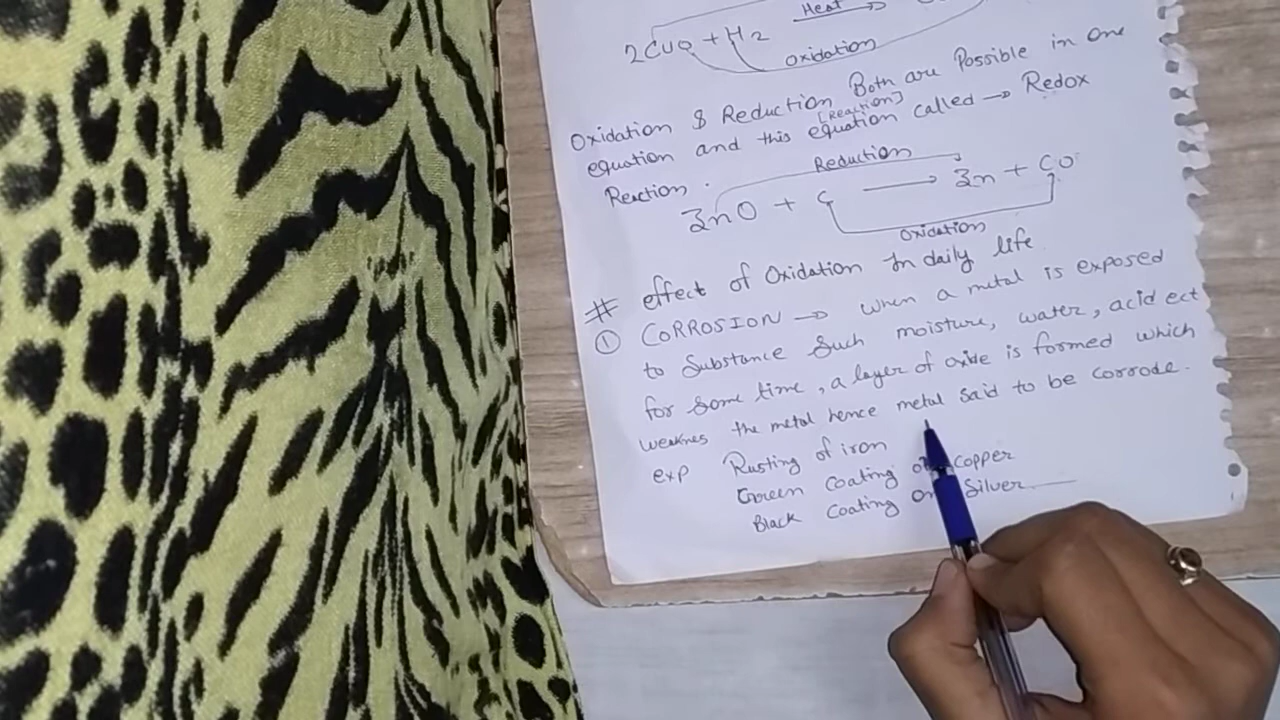 Heat
2CuO + H2
oxidation
Oxidation & Reduction Both are Possible in one
[Reaction]
equation and this equation called → Redox
Reaction.
Reduction
ZnO + C → Zn + CO
oxidation
# effect of Oxidation In daily life
① CORROSION → when a metal is exposed
to Substance Such moisture, water, acid ect
for some time, a layer of oxide is formed which
weaknes the metal hence metal said to be corrode.
exp Rusting of iron
Green coating on copper
Black coating on Silver